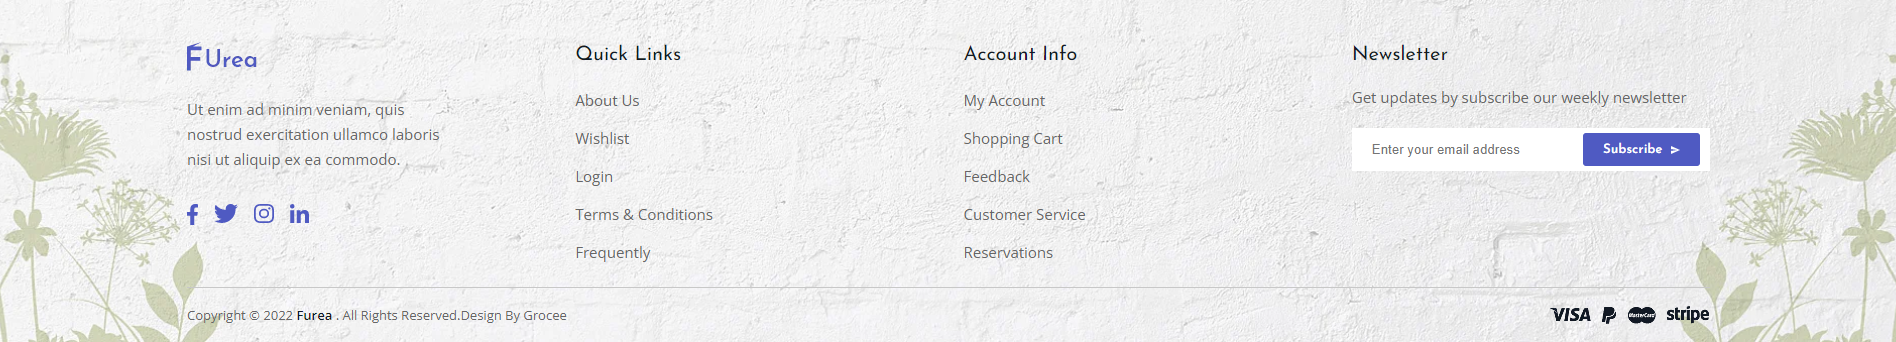 FUrea
Ut enim ad minim veniam, quis
nostrud exercitation ullamco laboris
nisi ut aliquip ex ea commodo.
Quick Links
About Us
Wishlist
Login
Terms & Conditions
Frequently
Account Info
My Account
Shopping Cart
Feedback
Customer Service
Reservations
Newsletter
Get updates by subscribe our weekly newsletter
Enter your email address
Subscribe
Copyright © 2022 Furea . All Rights Reserved.Design By Grocee
VISA
MasterCard
stripe